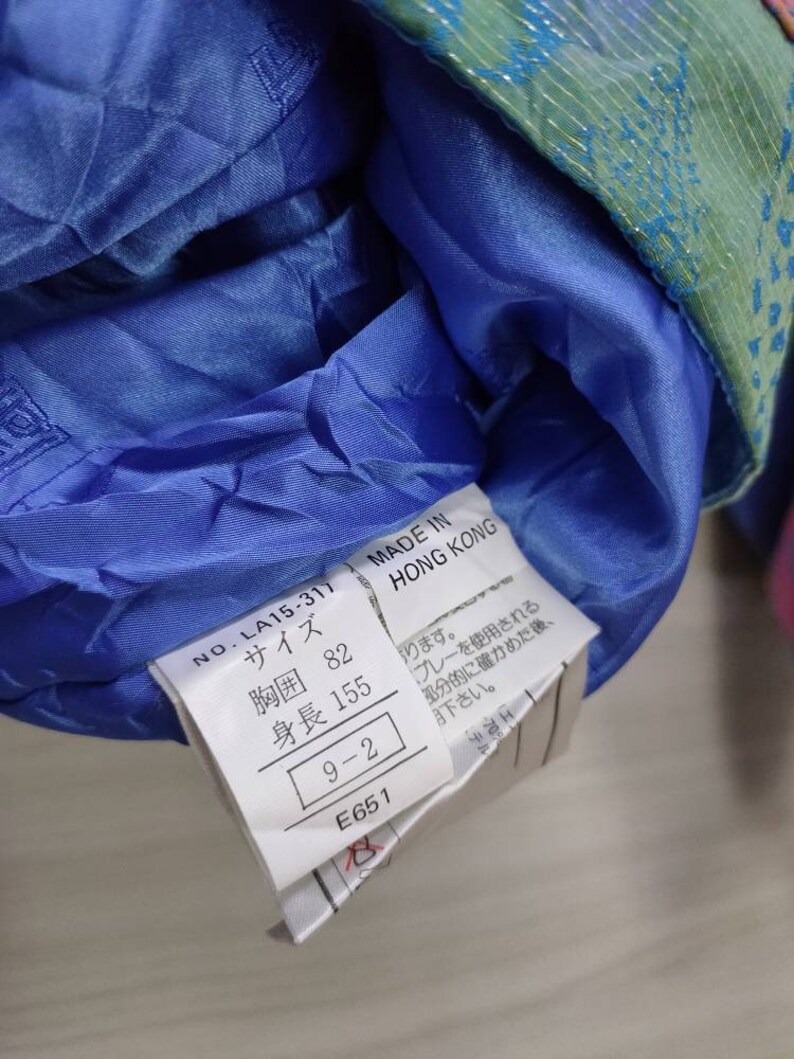 MADE IN
HONG KONG
NO. LA15-317
サイズ
胸囲 82
身長 155
9-2
E651
ります。
プレーを使用される
部分的に確かめだ後、
用下さい。